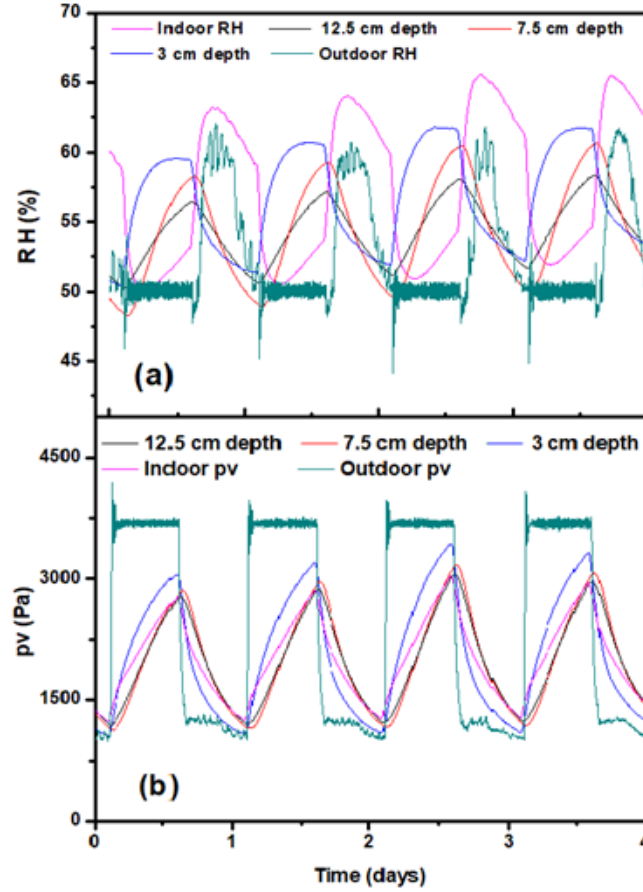 70
Indoor RH 12.5 cm depth 7.5 cm depth
3 cm depth Outdoor RH
65
60
RH (%)
55
50
45
(a)
12.5 cm depth 7.5 cm depth 3 cm depth
4500
Indoor pv Outdoor pv
pv (Pa)
3000
1500
(b)
0
0 1 2 3 4
Time (days)